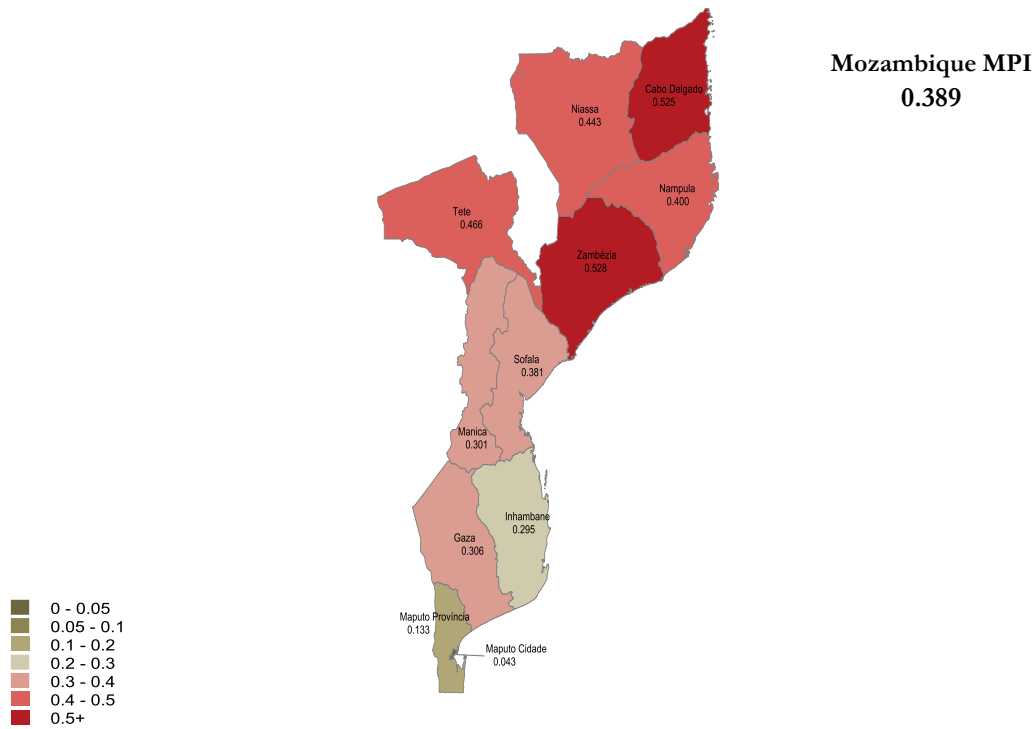 Mozambique MPI
0.389
Cabo Delgado
0.525
Niassa
0.443
Nampula
0.400
Tete
0.466
Zambézia
0.528
Sofala
0.381
Manica
0.301
Inhambane
0.295
Gaza
0.306
Maputo Província
0.133
Maputo Cidade
0.043
0 - 0.05
0.05 - 0.1
0.1 - 0.2
0.2 - 0.3
0.3 - 0.4
0.4 - 0.5
0.5+